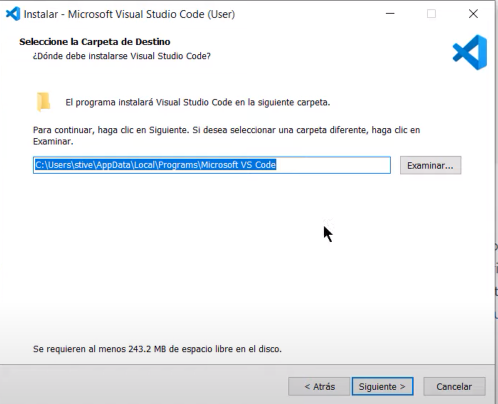 Instalar - Microsoft Visual Studio Code (User)
Seleccione la Carpeta de Destino
¿Dónde debe instalarse Visual Studio Code?
El programa instalará Visual Studio Code en la siguiente carpeta.
Para continuar, haga clic en Siguiente. Si desea seleccionar una carpeta diferente, haga clic en
Examinar.
C:\Users\stive\AppData\Local\Programs\Microsoft VS Code
Examinar...
Se requieren al menos 243.2 MB de espacio libre en el disco.
< Atrás
Siguiente >
Cancelar